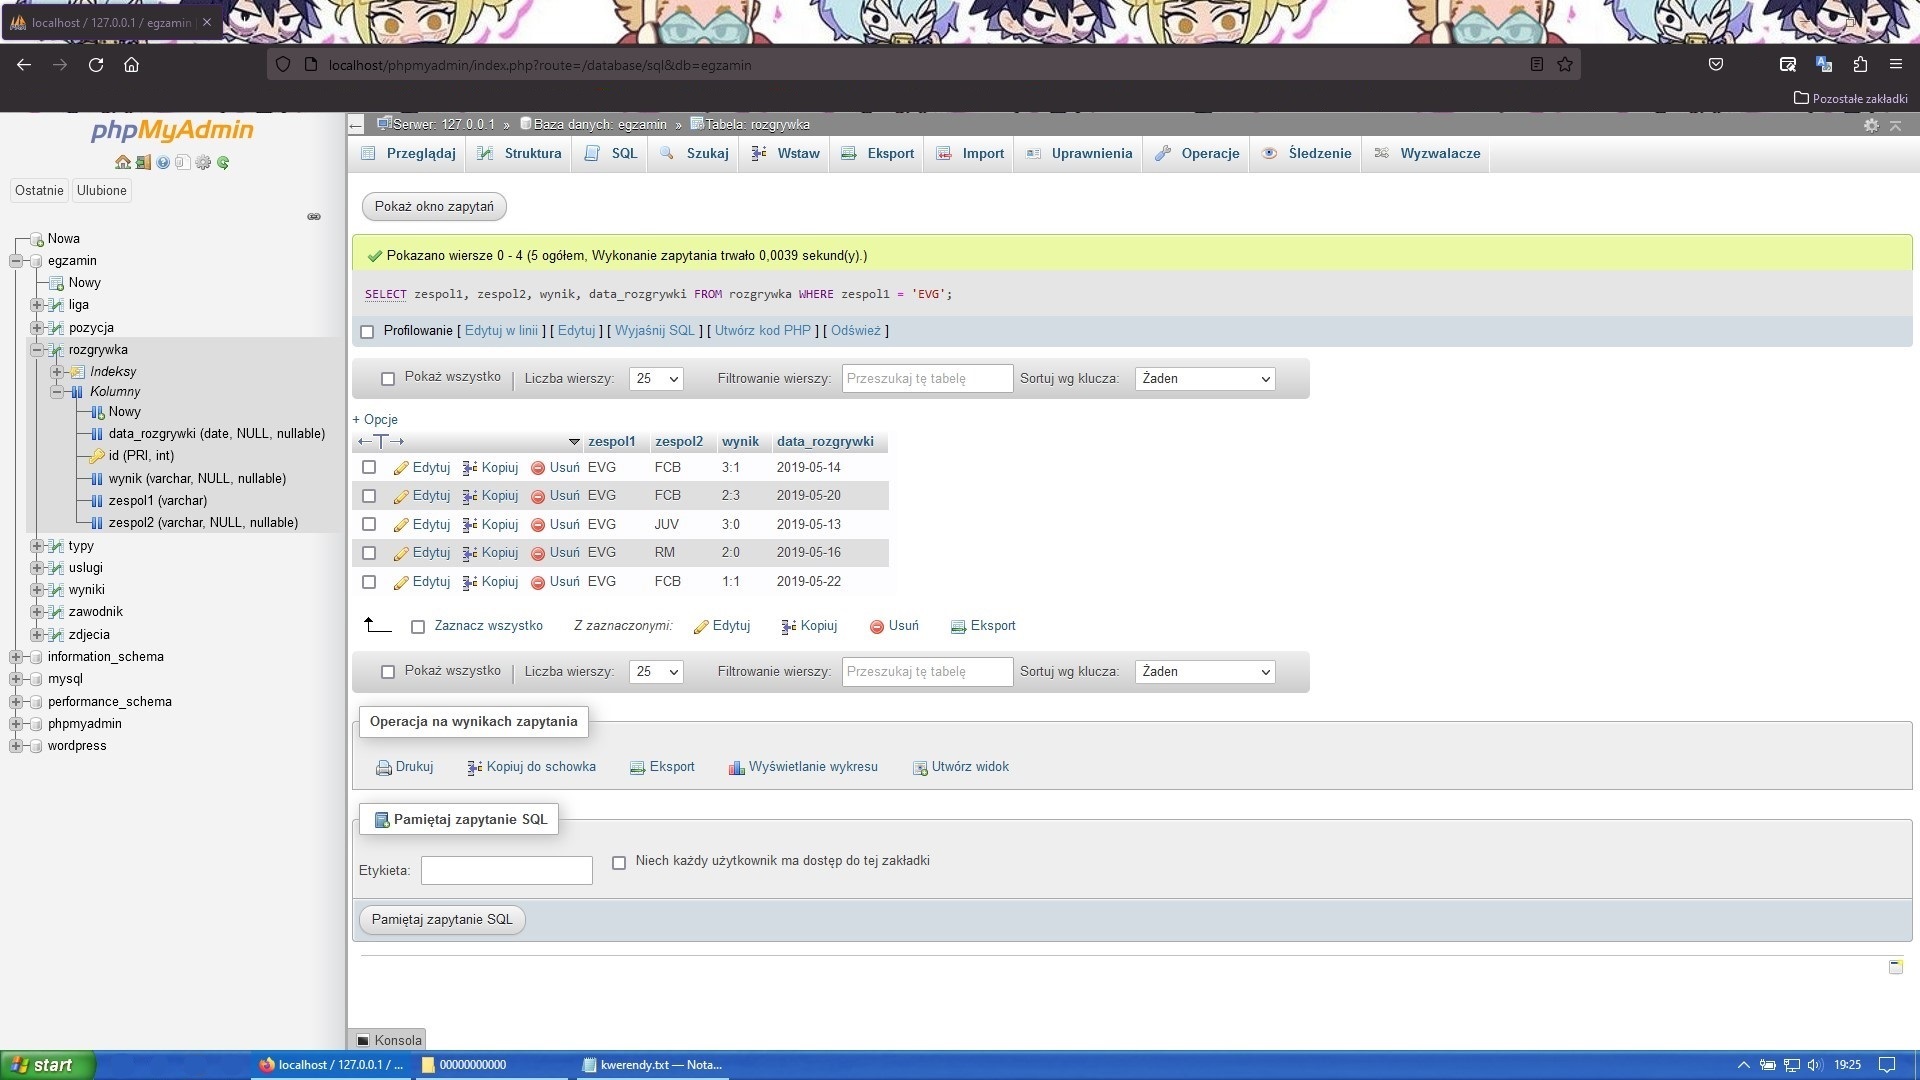 localhost / 127.0.0.1 / egzamin
localhost/phpmyadmin/index.php?route=/database/sql&db=egzamin
Pozostałe zakładki
phpMyAdmin
Ostatnie Ulubione
Nowa
egzamin
Nowy
liga
pozycja
rozgrywka
Indeksy
Kolumny
Nowy
data_rozgrywki (date, NULL, nullable)
id (PRI, int)
wynik (varchar, NULL, nullable)
zespol1 (varchar)
zespol2 (varchar, NULL, nullable)
typy
uslugi
wyniki
zawodnik
zdjecia
information_schema
mysql
performance_schema
phpmyadmin
wordpress
Serwer: 127.0.0.1 » Baza danych: egzamin » Tabela: rozgrywka
Przeglądaj Struktura SQL Szukaj Wstaw Eksport Import Uprawnienia Operacje Śledzenie Wyzwalacze
Pokaż okno zapytań
Pokazano wiersze 0 - 4 (5 ogółem, Wykonanie zapytania trwało 0,0039 sekund(y).)
SELECT zespol1, zespol2, wynik, data_rozgrywki FROM rozgrywka WHERE zespol1 = 'EVG';
Profilowanie [ Edytuj w linii ] [ Edytuj ] [ Wyjaśnij SQL ] [ Utwórz kod PHP ] [ Odśwież ]
Pokaż wszystko | Liczba wierszy: 25 Filtrowanie wierszy: Przeszukaj tę tabelę Sortuj wg klucza: Żaden
+ Opcje
←T→ zespol1 zespol2 wynik data_rozgrywki
Edytuj Kopiuj Usuń EVG FCB 3:1 2019-05-14
Edytuj Kopiuj Usuń EVG FCB 2:3 2019-05-20
Edytuj Kopiuj Usuń EVG JUV 3:0 2019-05-13
Edytuj Kopiuj Usuń EVG RM 2:0 2019-05-16
Edytuj Kopiuj Usuń EVG FCB 1:1 2019-05-22
Zaznacz wszystko Z zaznaczonymi: Edytuj Kopiuj Usuń Eksport
Pokaż wszystko | Liczba wierszy: 25 Filtrowanie wierszy: Przeszukaj tę tabelę Sortuj wg klucza: Żaden
Operacja na wynikach zapytania
Drukuj Kopiuj do schowka Eksport Wyświetlanie wykresu Utwórz widok
Pamiętaj zapytanie SQL
Etykieta: Niech każdy użytkownik ma dostęp do tej zakładki
Pamiętaj zapytanie SQL
Konsola
start localhost / 127.0.0.1 / ... 00000000000 kwerendy.txt — Nota... 19:25